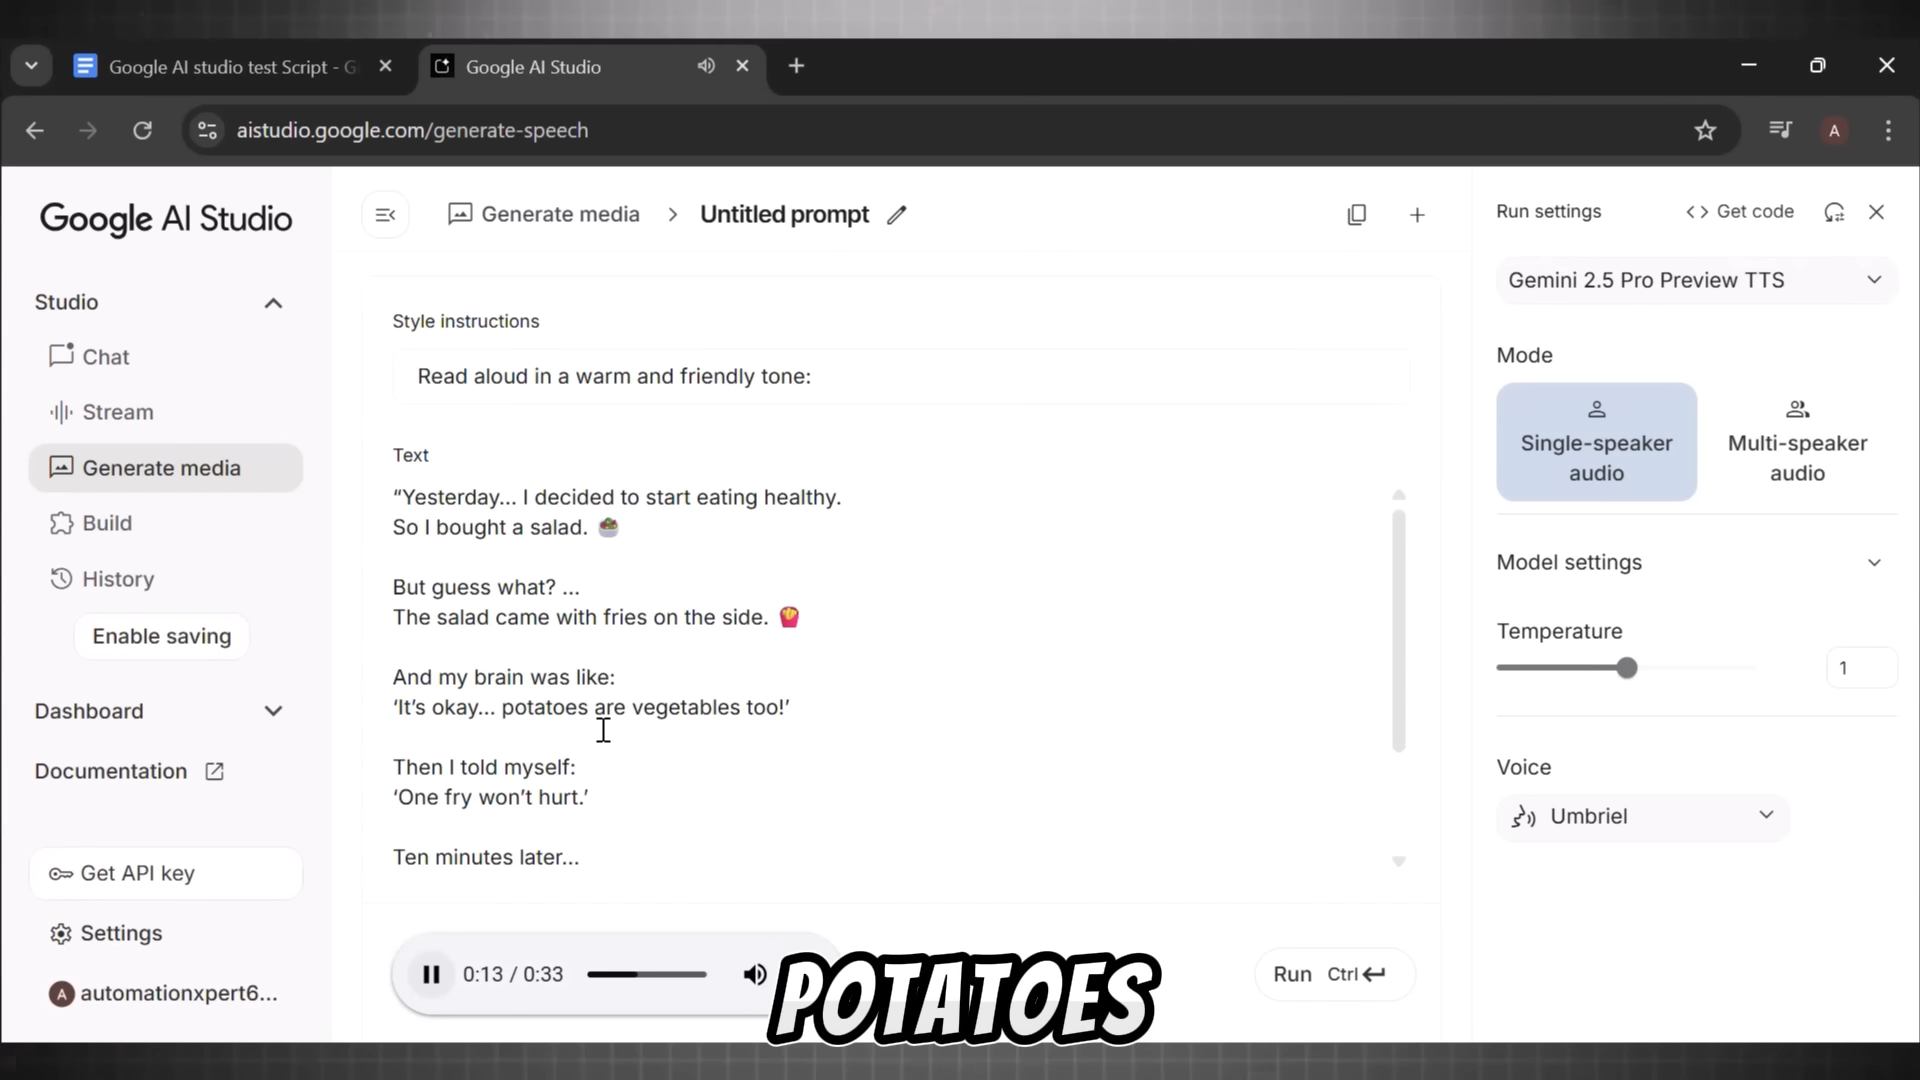 Google AI studio test Script - G
Google AI Studio
aistudio.google.com/generate-speech
A
Google AI Studio
Generate media
Untitled prompt
Run settings
Get code
Studio
Chat
Stream
Generate media
Build
History
Enable saving
Dashboard
Documentation
Get API key
Settings
A automationxpert6...
Style instructions
Read aloud in a warm and friendly tone:
Text
“Yesterday... I decided to start eating healthy.
So I bought a salad. 🥗
But guess what? ...
The salad came with fries on the side. 🍟
And my brain was like:
‘It’s okay... potatoes are vegetables too!’
Then I told myself:
‘One fry won’t hurt.’
Ten minutes later...
0:13 / 0:33
Run Ctrl
POTATOES
Gemini 2.5 Pro Preview TTS
Mode
Single-speaker
audio
Multi-speaker
audio
Model settings
Temperature
1
Voice
Umbriel